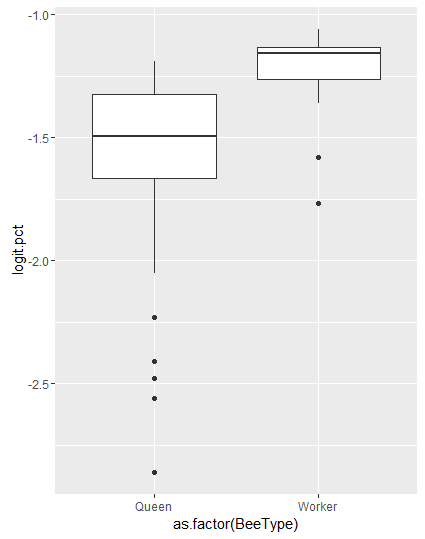 -1.0
-1.5
-2.0
-2.5
logit.pct
Queen Worker
as.factor(BeeType)